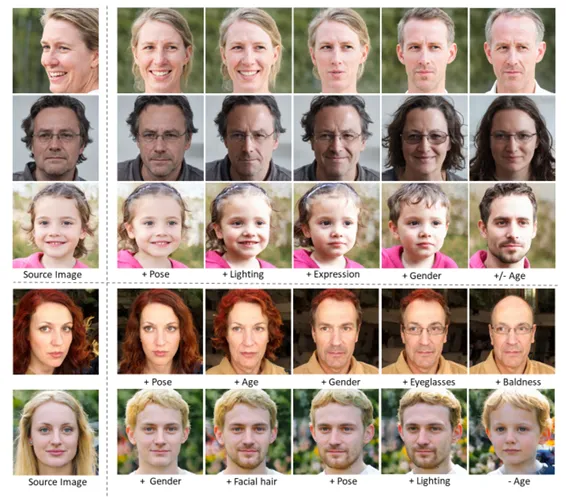 Source Image + Pose + Lighting + Expression + Gender +/- Age
+ Pose + Age + Gender + Eyeglasses + Baldness
Source Image + Gender + Facial hair + Pose + Lighting - Age